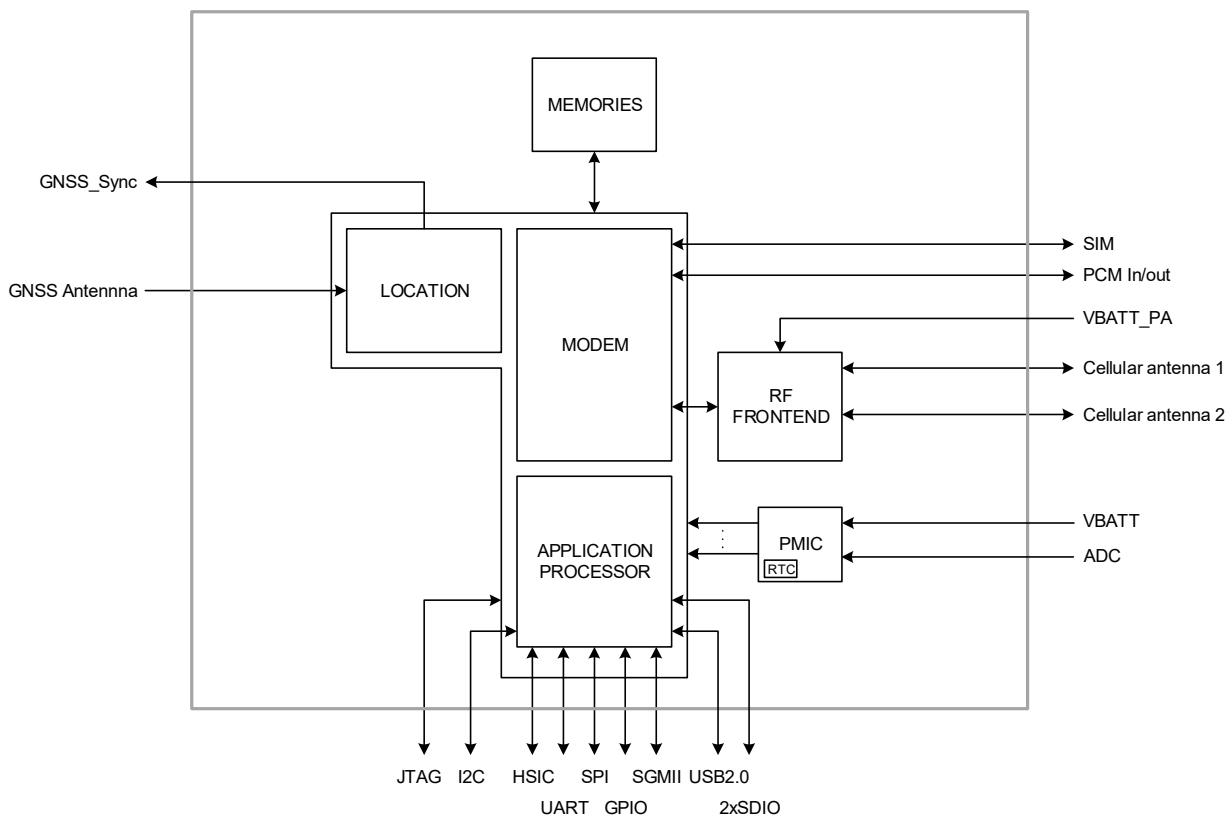 MEMORIES
GNSS_Sync
GNSS Antennna
LOCATION
MODEM
SIM
PCM In/out
VBATT_PA
RF
FRONTEND
Cellular antenna 1
Cellular antenna 2
APPLICATION
PROCESSOR
PMIC
RTC
VBATT
ADC
JTAG I2C HSIC SPI SGMII USB2.0
UART GPIO 2xSDIO